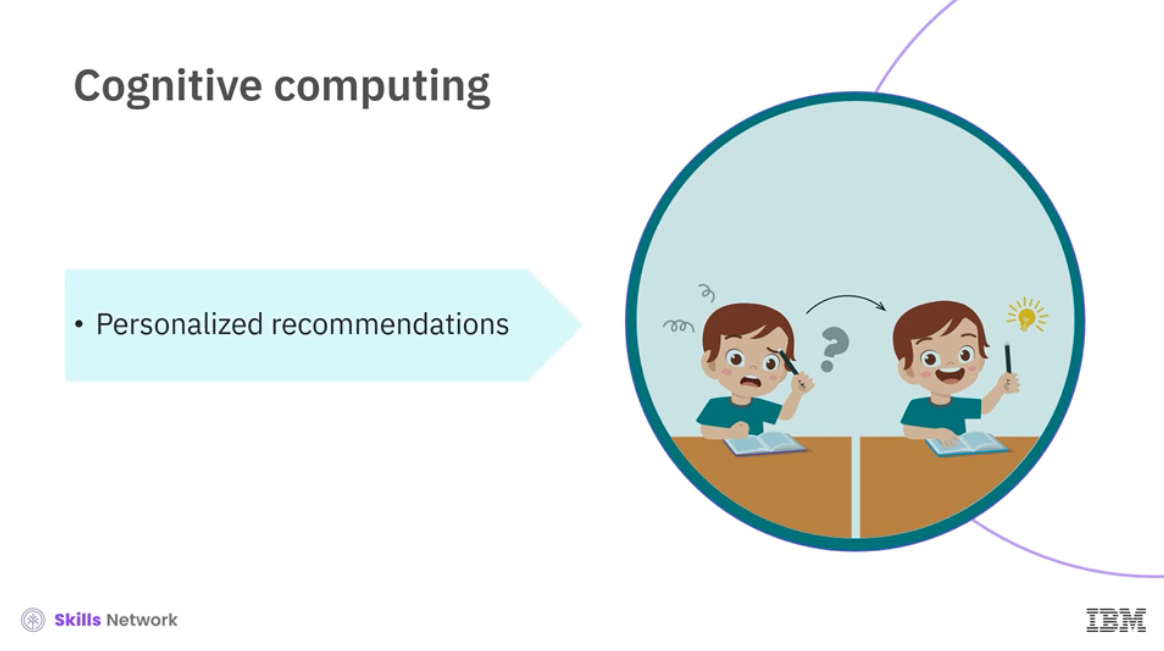 Cognitive computing
• Personalized recommendations
?
Skills Network
IBM